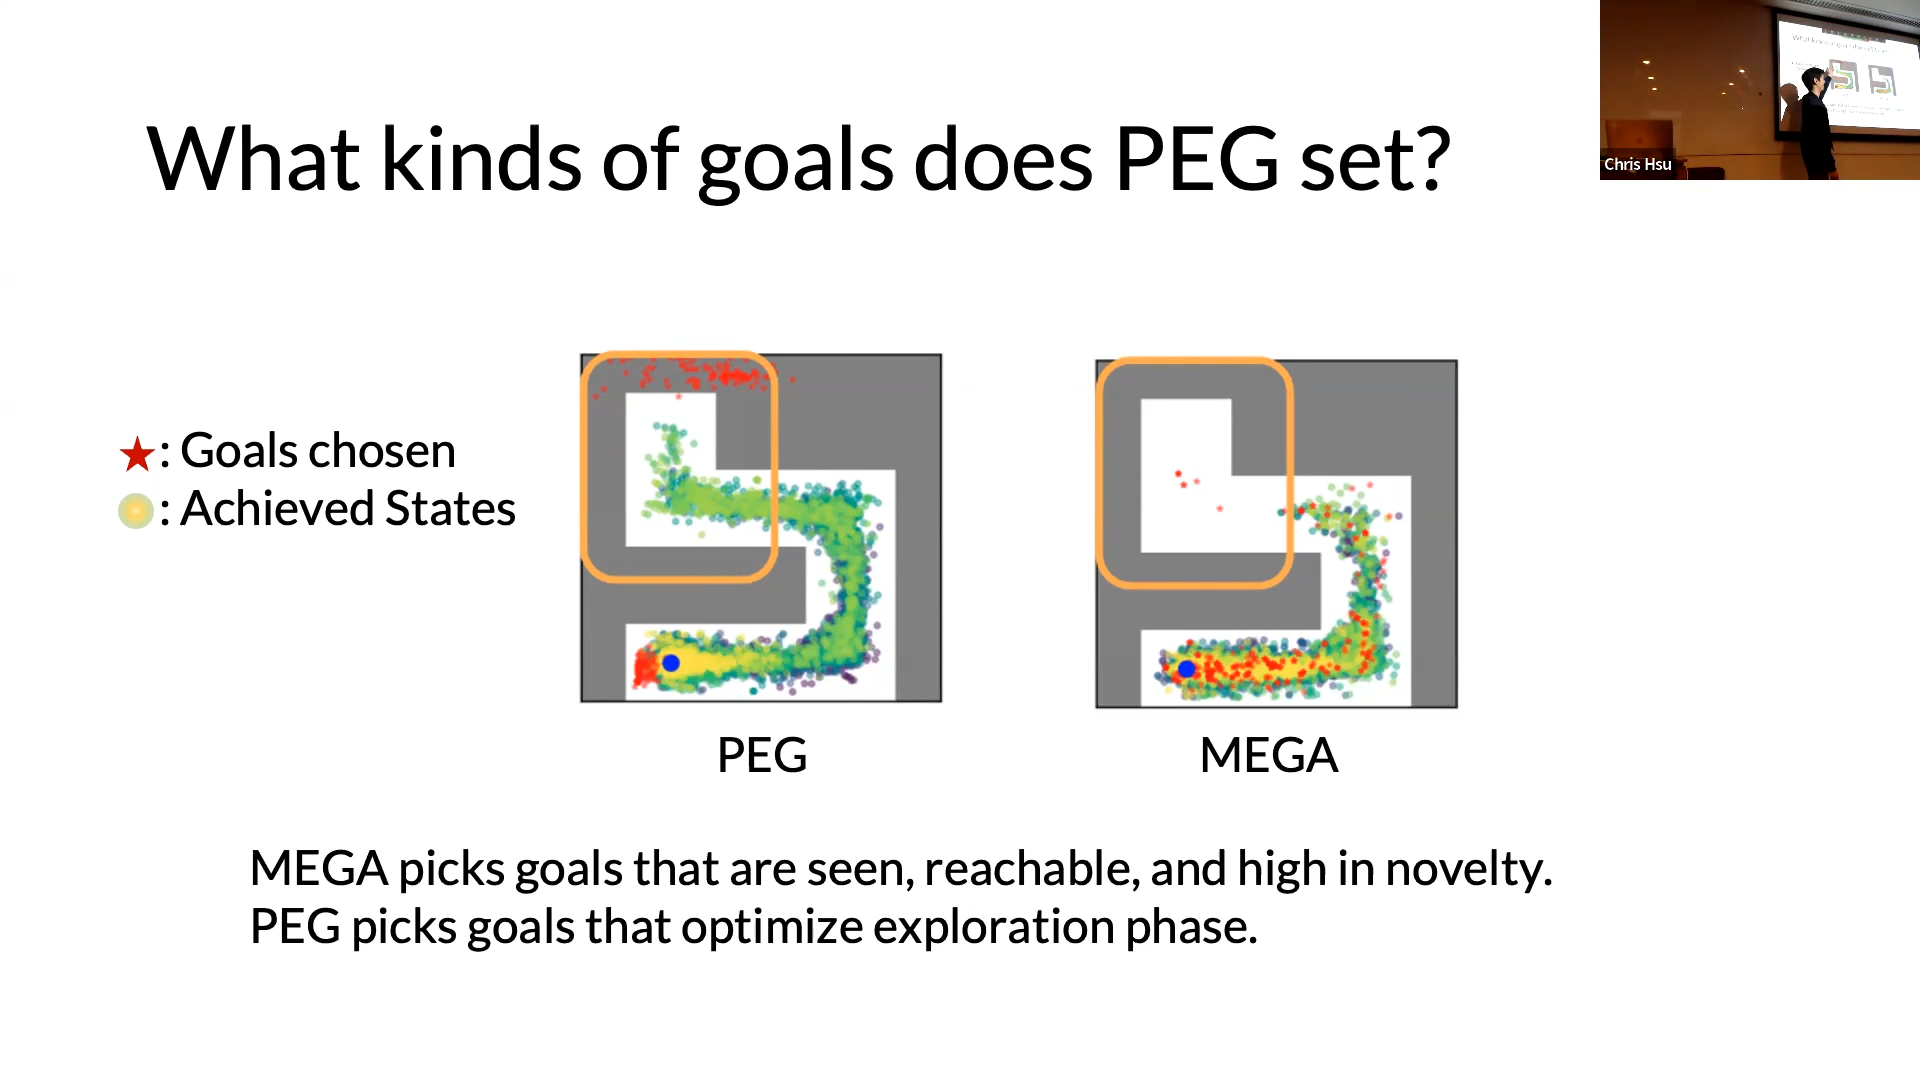 What kinds of goals does PEG set?
Chris Hsu
: Goals chosen
: Achieved States
PEG
MEGA
MEGA picks goals that are seen, reachable, and high in novelty.
PEG picks goals that optimize exploration phase.